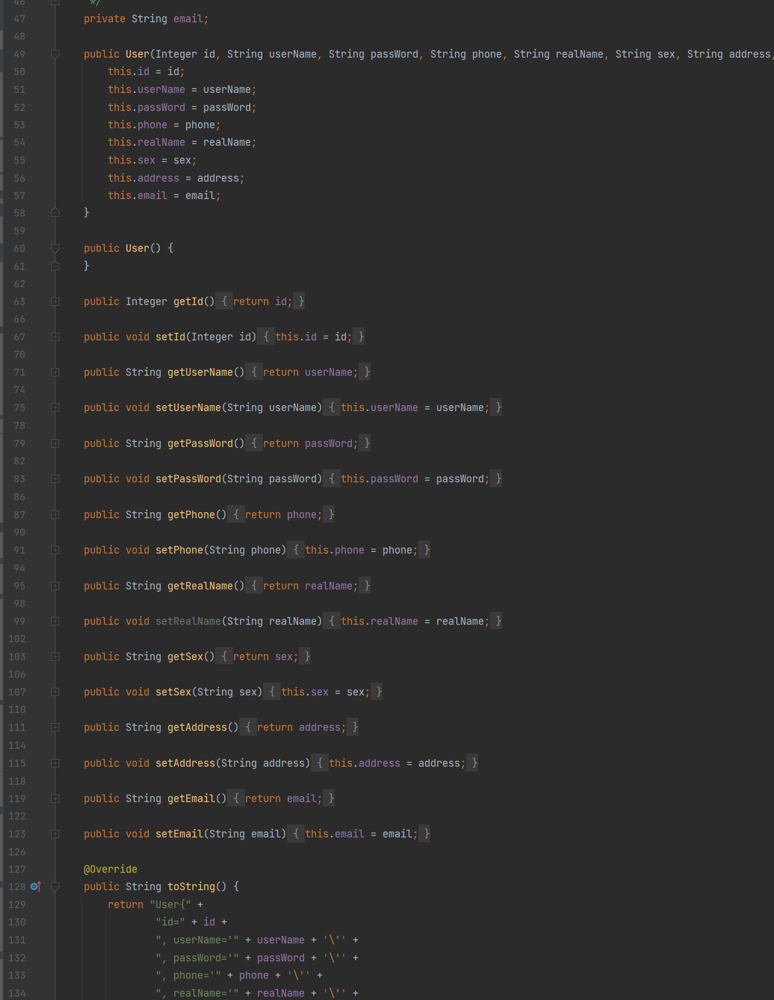 46 */
47 private String email;
48
49 public User(Integer id, String userName, String passWord, String phone, String realName, String sex, String address,
50 this.id = id;
51 this.userName = userName;
52 this.passWord = passWord;
53 this.phone = phone;
54 this.realName = realName;
55 this.sex = sex;
56 this.address = address;
57 this.email = email;
58 }
59
60 public User() {
61 }
62
63 public Integer getId() { return id; }
66
67 public void setId(Integer id) { this.id = id; }
70
71 public String getUserName() { return userName; }
74
75 public void setUserName(String userName) { this.userName = userName; }
78
79 public String getPassWord() { return passWord; }
82
83 public void setPassWord(String passWord) { this.passWord = passWord; }
86
87 public String getPhone() { return phone; }
90
91 public void setPhone(String phone) { this.phone = phone; }
94
95 public String getRealName() { return realName; }
98
99 public void setRealName(String realName) { this.realName = realName; }
102
103 public String getSex() { return sex; }
106
107 public void setSex(String sex) { this.sex = sex; }
110
111 public String getAddress() { return address; }
114
115 public void setAddress(String address) { this.address = address; }
118
119 public String getEmail() { return email; }
122
123 public void setEmail(String email) { this.email = email; }
126
127 @Override
128 public String toString() {
129 return "User{" +
130 "id=" + id +
131 ", userName='" + userName + '\'' +
132 ", passWord='" + passWord + '\'' +
133 ", phone='" + phone + '\'' +
134 ", realName='" + realName + '\'' +